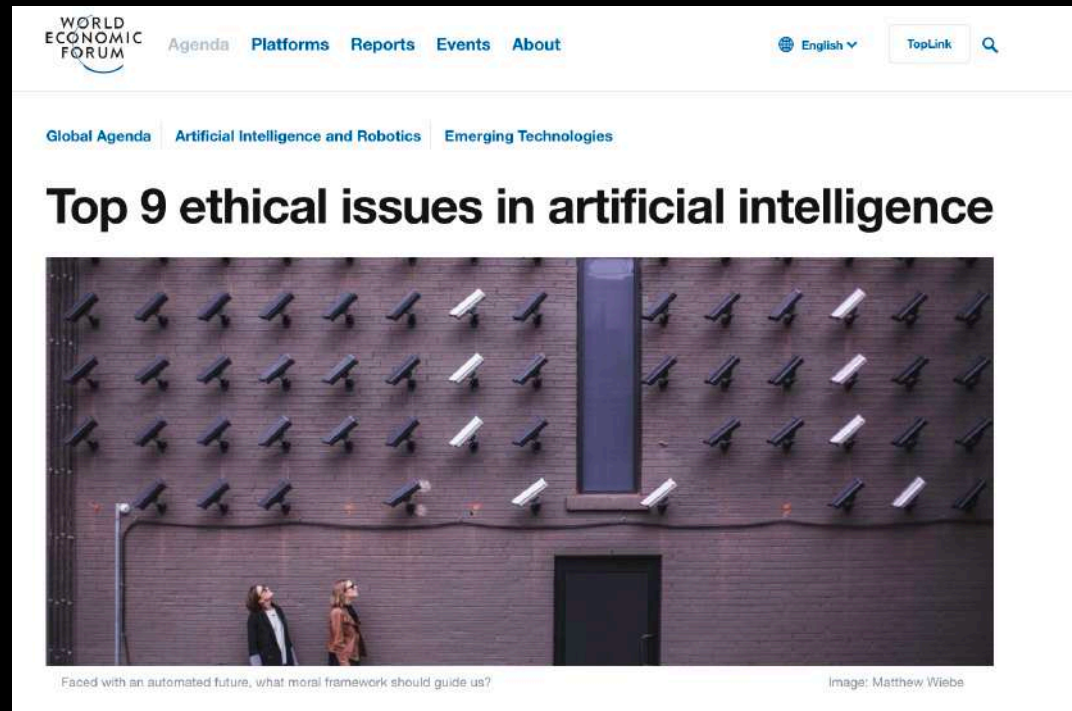 WORLD
ECONOMIC
FORUM
Agenda Platforms Reports Events About English TopLink
Global Agenda Artificial Intelligence and Robotics Emerging Technologies
Top 9 ethical issues in artificial intelligence
Faced with an automated future, what moral framework should guide us? Image: Matthew Wiebe